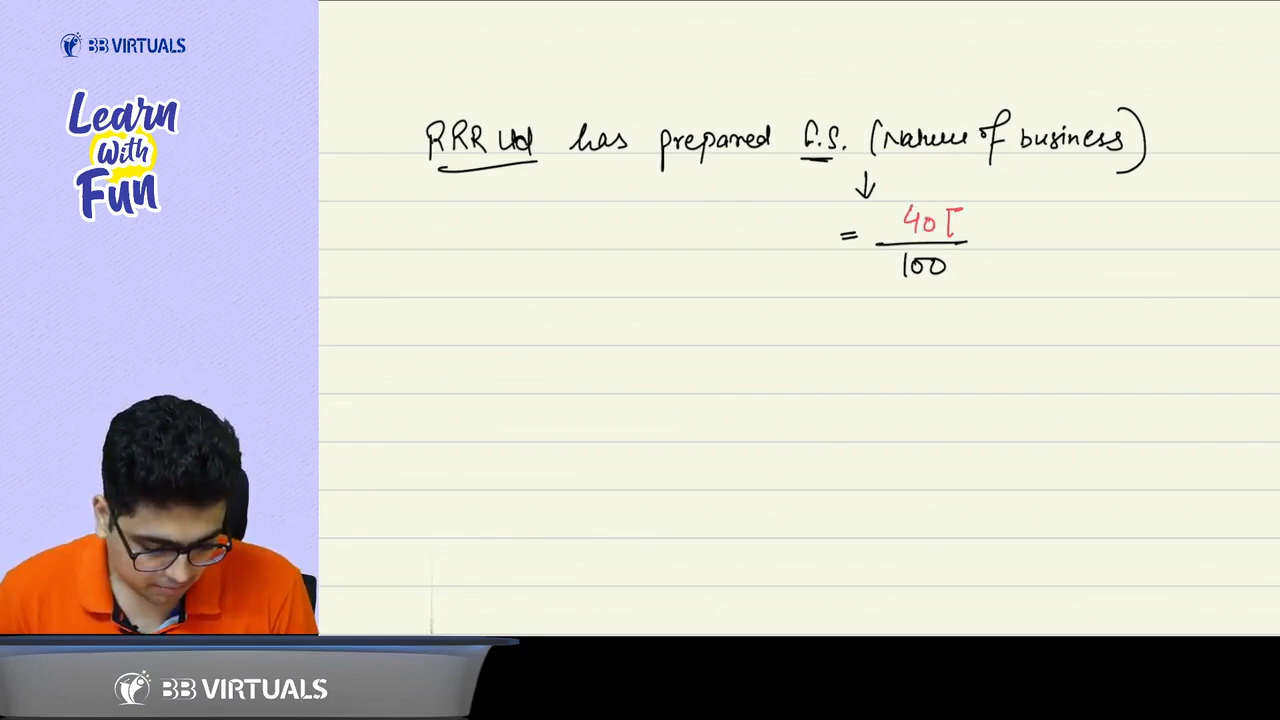 BB VIRTUALS
Learn
with
Fun
RRR Ltd has prepared F.S. (Nature of business)
↓
= 40[
100
BB VIRTUALS